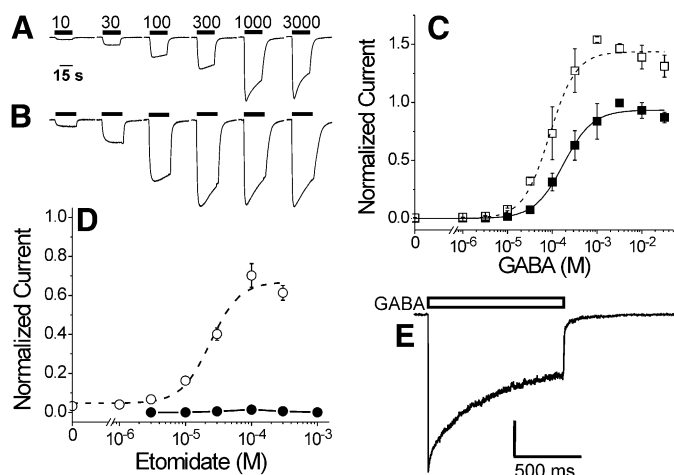 A
10 30 100 300 1000 3000
15 s
B
C
Normalized Current
1.5
1.0
0.5
0.0
0 10⁻⁶ 10⁻⁵ 10⁻⁴ 10⁻³ 10⁻²
GABA (M)
D
Normalized Current
1.0
0.8
0.6
0.4
0.2
0.0
0 10⁻⁶ 10⁻⁵ 10⁻⁴ 10⁻³
Etomidate (M)
GABA
E
500 ms